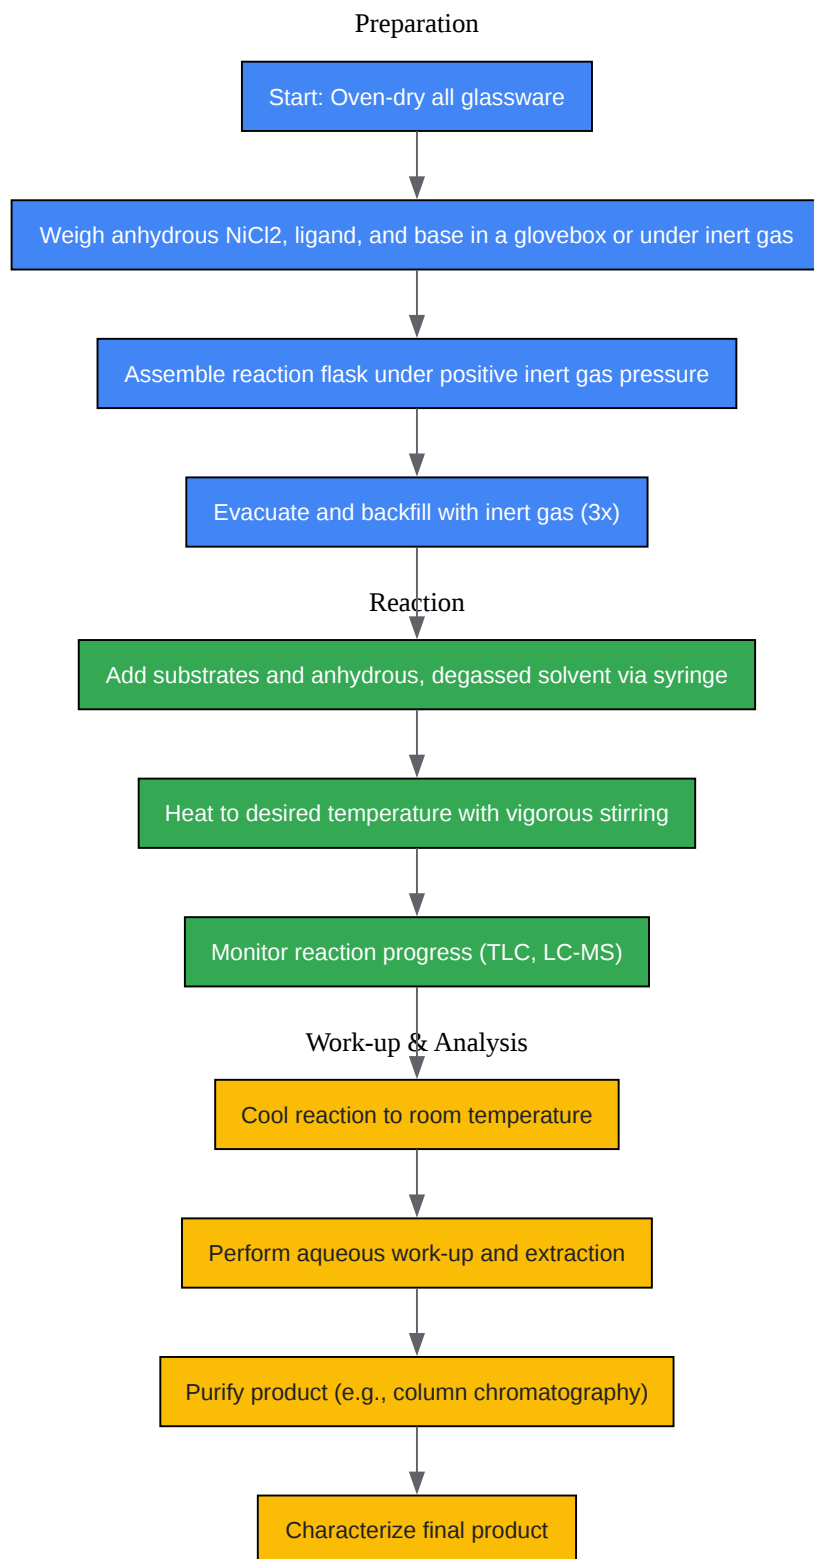 Preparation
Start: Oven-dry all glassware
Weigh anhydrous NiCl2, ligand, and base in a glovebox or under inert gas
Assemble reaction flask under positive inert gas pressure
Evacuate and backfill with inert gas (3x)
Reaction
Add substrates and anhydrous, degassed solvent via syringe
Heat to desired temperature with vigorous stirring
Monitor reaction progress (TLC, LC-MS)
Work-up & Analysis
Cool reaction to room temperature
Perform aqueous work-up and extraction
Purify product (e.g., column chromatography)
Characterize final product